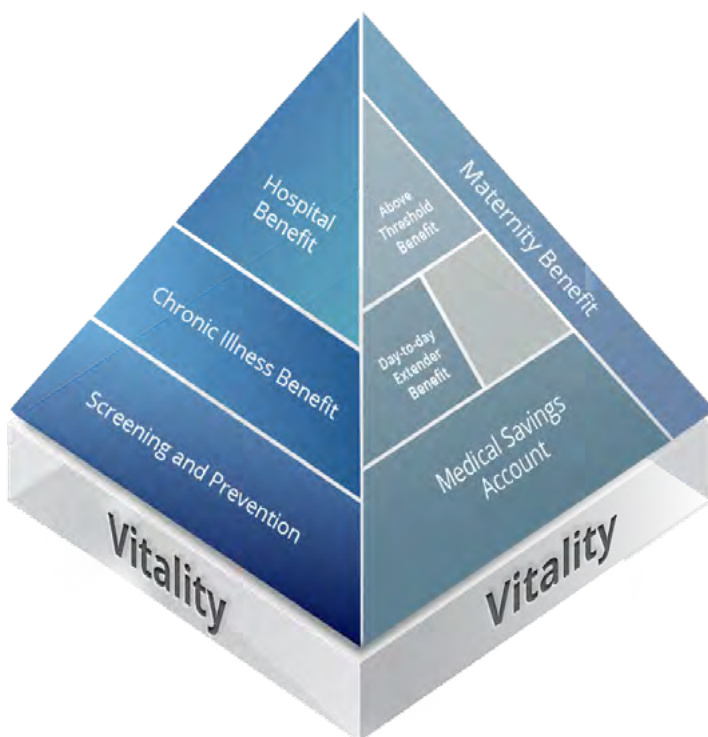 Hospital
Benefit
Chronic Illness Benefit
Screening and Prevention
Maternity Benefit
Above
Threshold
Benefit
Day-to-day
Extender
Benefit
Medical Savings
Account
Vitality
Vitality